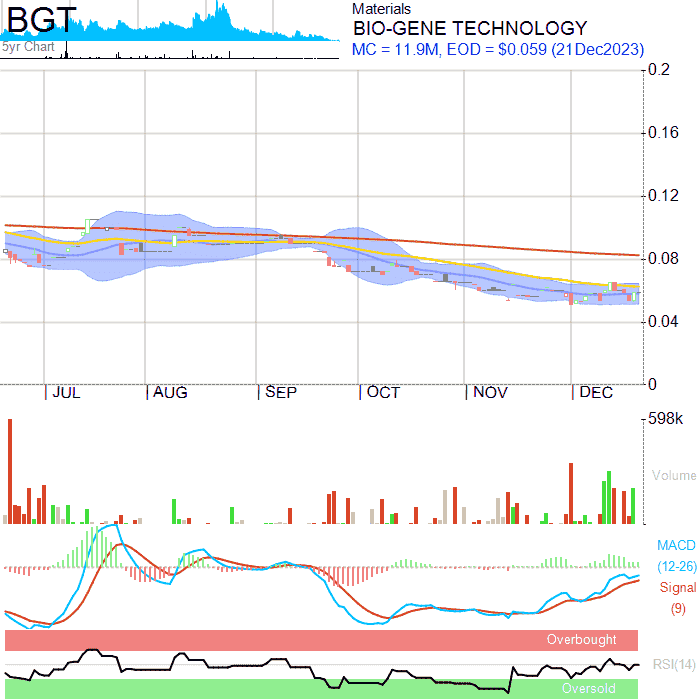 BGT
5yr Chart
Materials
BIO-GENE TECHNOLOGY
MC = 11.9M, EOD = $0.059 (21Dec2023)
0.2
0.16
0.12
0.08
0.04
0
JUL AUG SEP OCT NOV DEC
598k
Volume
MACD
(12-26)
Signal
(9)
Overbought
RSI(14)
Oversold